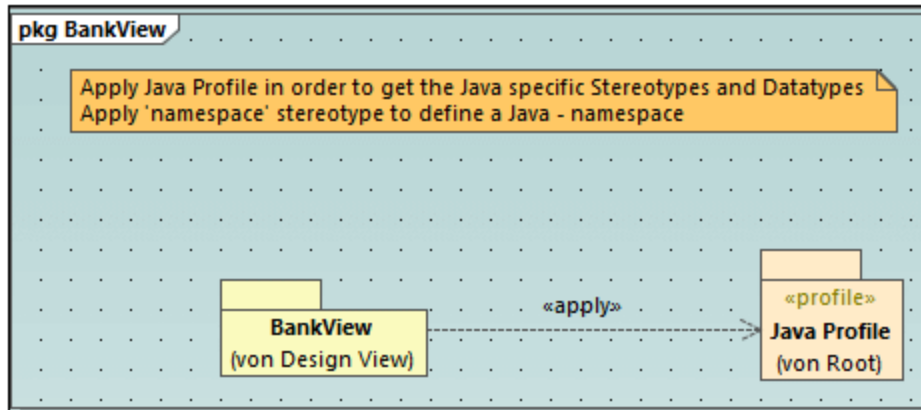 pkg BankView
Apply Java Profile in order to get the Java specific Stereotypes and Datatypes
Apply 'namespace' stereotype to define a Java - namespace
«apply»
BankView
(von Design View)
«profile»
Java Profile
(von Root)